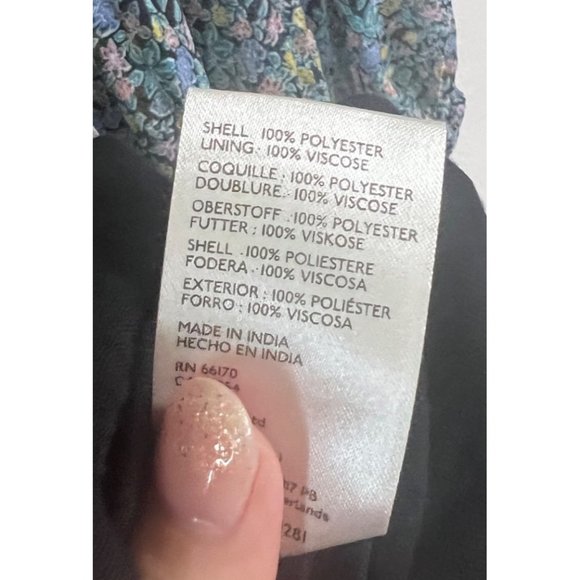 SHELL. 100% POLYESTER
LINING: 100% VISCOSE
COQUILLE : 100% POLYESTER
DOUBLURE: 100% VISCOSE
OBERSTOFF .:100% POLYESTER
FUTTER : 100% VISKOSE
SHELL .:100% POLIESTERE
FODERA : 100% VISCOSA
EXTERIOR : 100% POLIÉSTER
FORRO : 100% VISCOSA
MADE IN INDIA
HECHO EN INDIA
RN 66170
PB